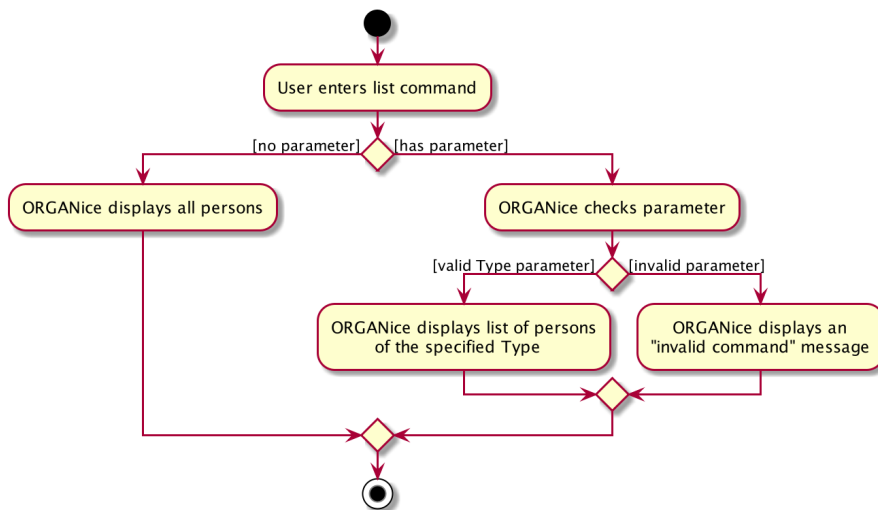 User enters list command
[no parameter]
[has parameter]
ORGANice displays all persons
ORGANice checks parameter
[valid Type parameter]
[invalid parameter]
ORGANice displays list of persons
of the specified Type
ORGANice displays an
"invalid command" message